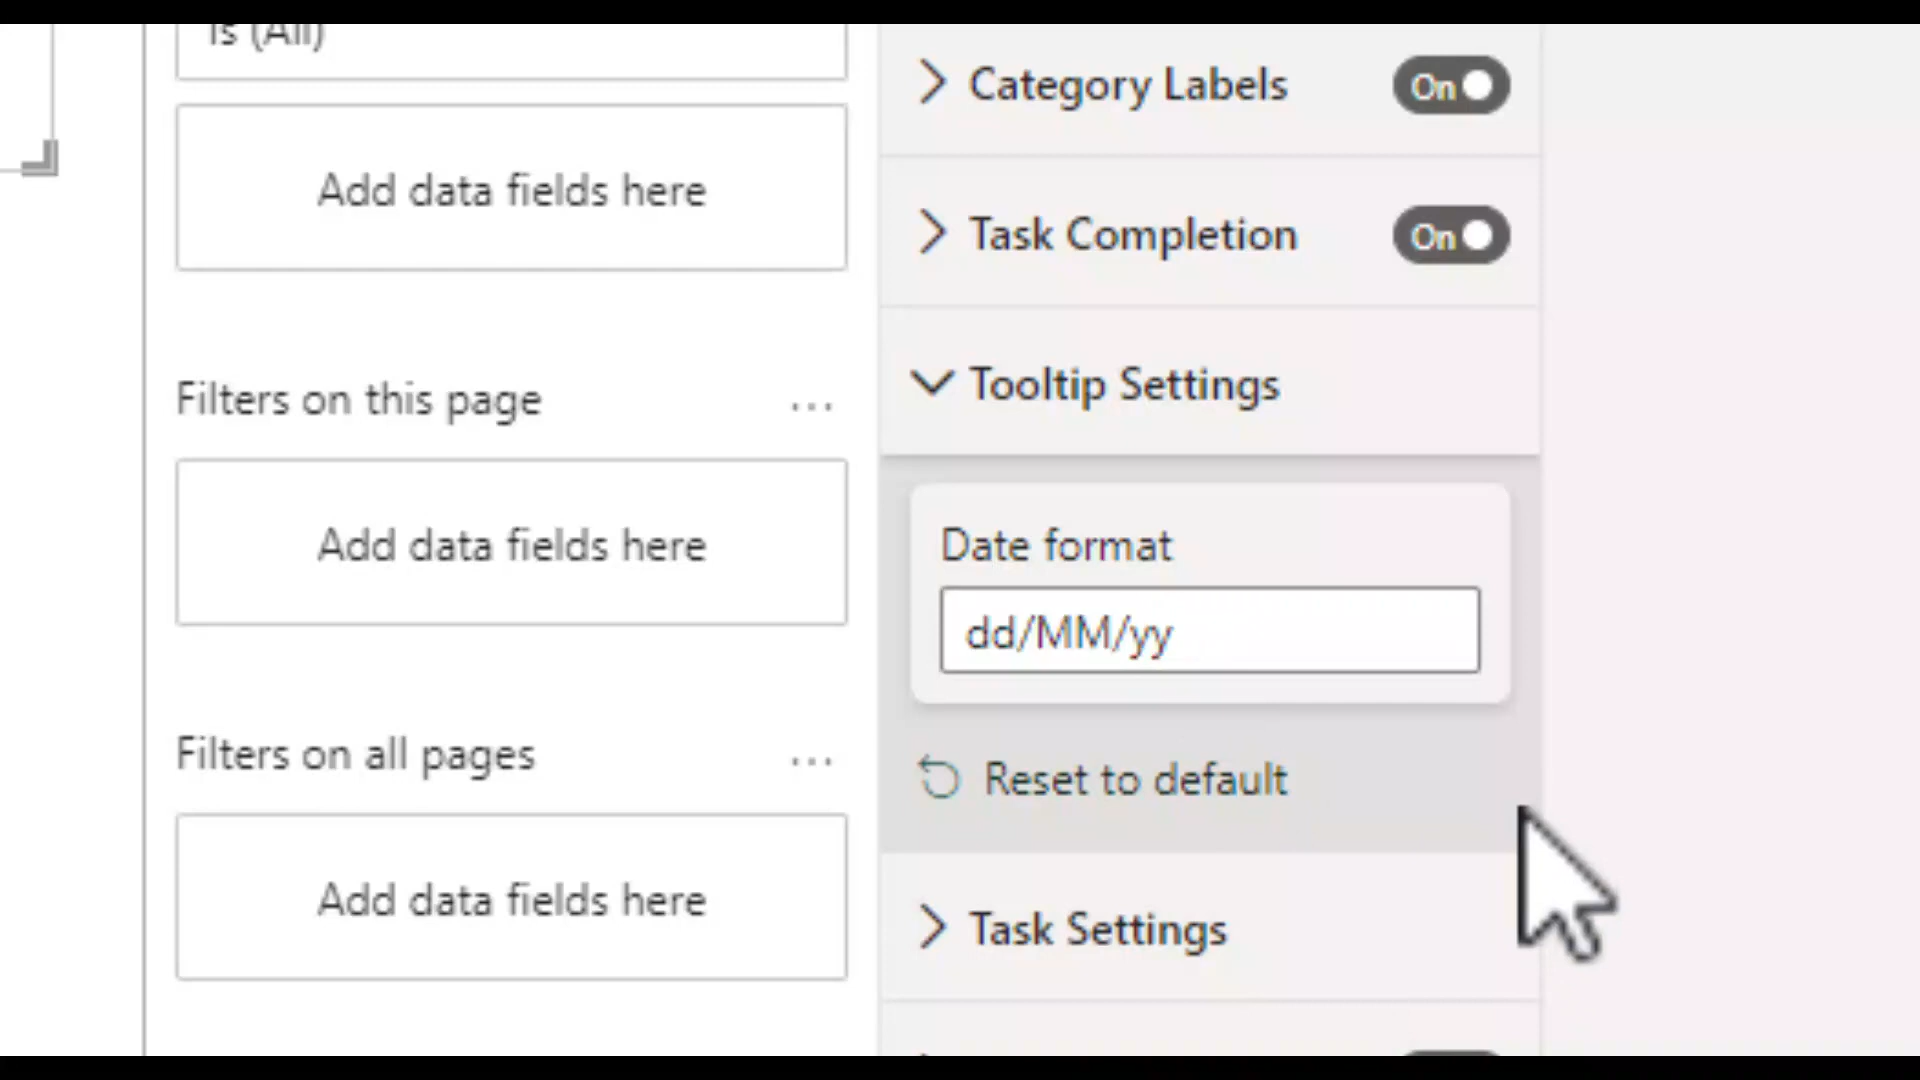 is (All)
Add data fields here
Filters on this page
...
Add data fields here
Filters on all pages
...
Add data fields here
Category Labels
On
Task Completion
On
Tooltip Settings
Date format
dd/MM/yy
Reset to default
Task Settings